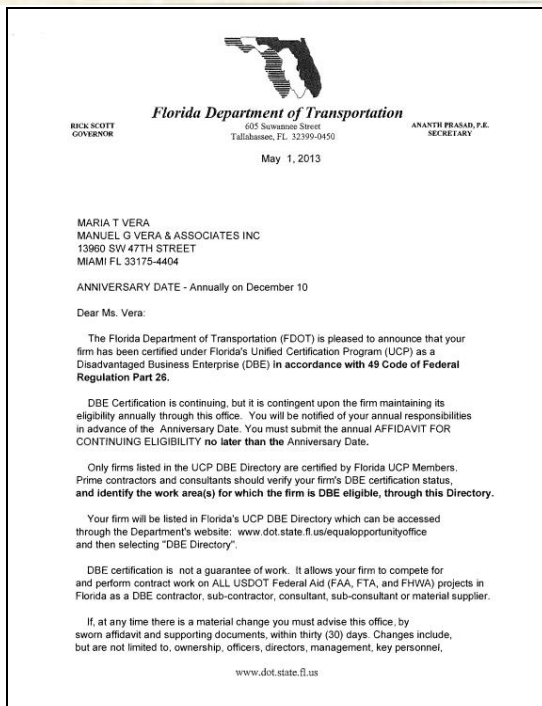 Florida Department of Transportation
RICK SCOTT
GOVERNOR
605 Suwannee Street
Tallahassee, FL 32399-0450
ANANTH PRASAD, P.E.
SECRETARY
May 1, 2013
MARIA T VERA
MANUEL G VERA & ASSOCIATES INC
13960 SW 47TH STREET
MIAMI FL 33175-4404
ANNIVERSARY DATE - Annually on December 10
Dear Ms. Vera:
The Florida Department of Transportation (FDOT) is pleased to announce that your
firm has been certified under Florida's Unified Certification Program (UCP) as a
Disadvantaged Business Enterprise (DBE) in accordance with 49 Code of Federal
Regulation Part 26.
DBE Certification is continuing, but it is contingent upon the firm maintaining its
eligibility annually through this office. You will be notified of your annual responsibilities
in advance of the Anniversary Date. You must submit the annual AFFIDAVIT FOR
CONTINUING ELIGIBILITY no later than the Anniversary Date.
Only firms listed in the UCP DBE Directory are certified by Florida UCP Members.
Prime contractors and consultants should verify your firm's DBE certification status,
and identify the work area(s) for which the firm is DBE eligible, through this Directory.
Your firm will be listed in Florida's UCP DBE Directory which can be accessed
through the Department's website: www.dot.state.fl.us/equalopportunityoffice
and then selecting "DBE Directory".
DBE certification is not a guarantee of work. It allows your firm to compete for
and perform contract work on ALL USDOT Federal Aid (FAA, FTA, and FHWA) projects in
Florida as a DBE contractor, sub-contractor, consultant, sub-consultant or material supplier.
If, at any time there is a material change you must advise this office, by
sworn affidavit and supporting documents, within thirty (30) days. Changes include,
but are not limited to, ownership, officers, directors, management, key personnel,
www.dot.state.fl.us